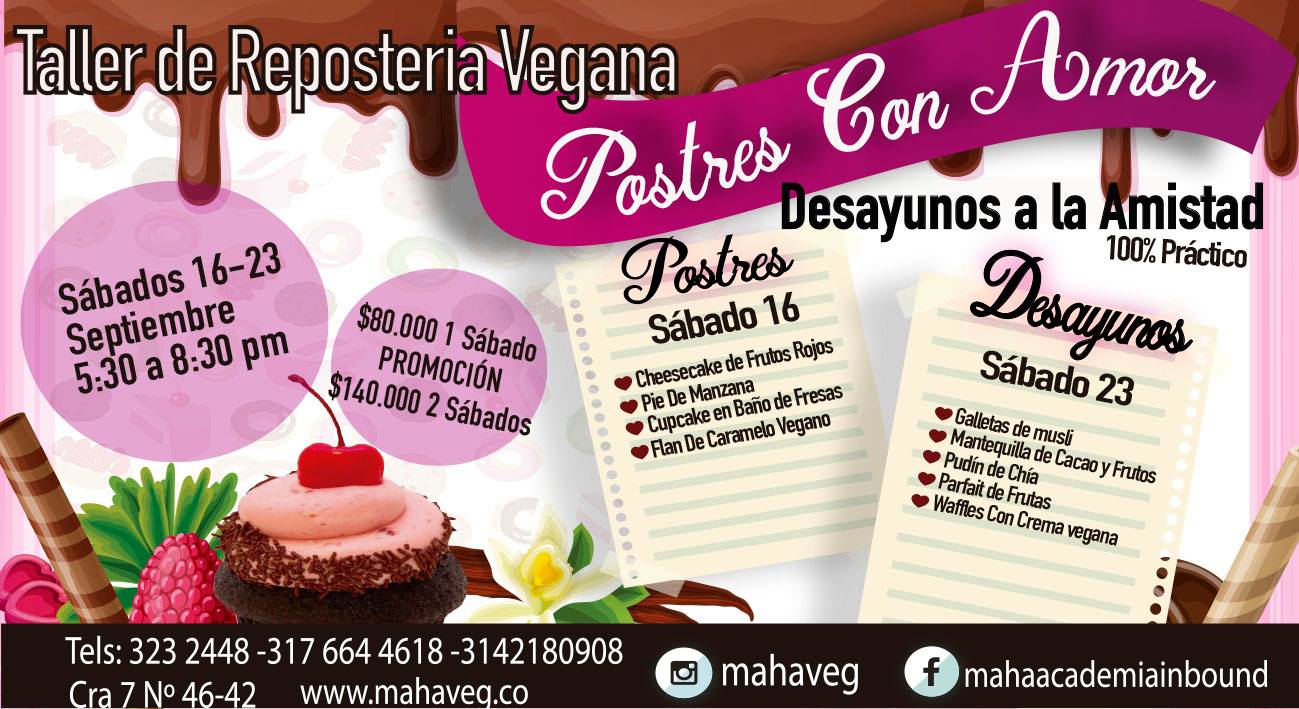 Taller de Reposteria Vegana
Postres Con Amor
Desayunos a la Amistad
100% Práctico
Sábados 16-23
Septiembre
5:30 a 8:30 pm
$80.000 1 Sábado
PROMOCIÓN
$140.000 2 Sábados
Postres
Sábado 16
Cheesecake de Frutos Rojos
Pie De Manzana
Cupcake en Baño de Fresas
Flan De Caramelo Vegano
Desayunos
Sábado 23
Galletas de musli
Mantequilla de Cacao y Frutos
Pudín de Chía
Parfait de Frutas
Waffles Con Crema vegana
Tels: 323 2448 -317 664 4618 -3142180908
Cra 7 Nº 46-42 www.mahaveg.co
mahaveg
mahaacademiainbound